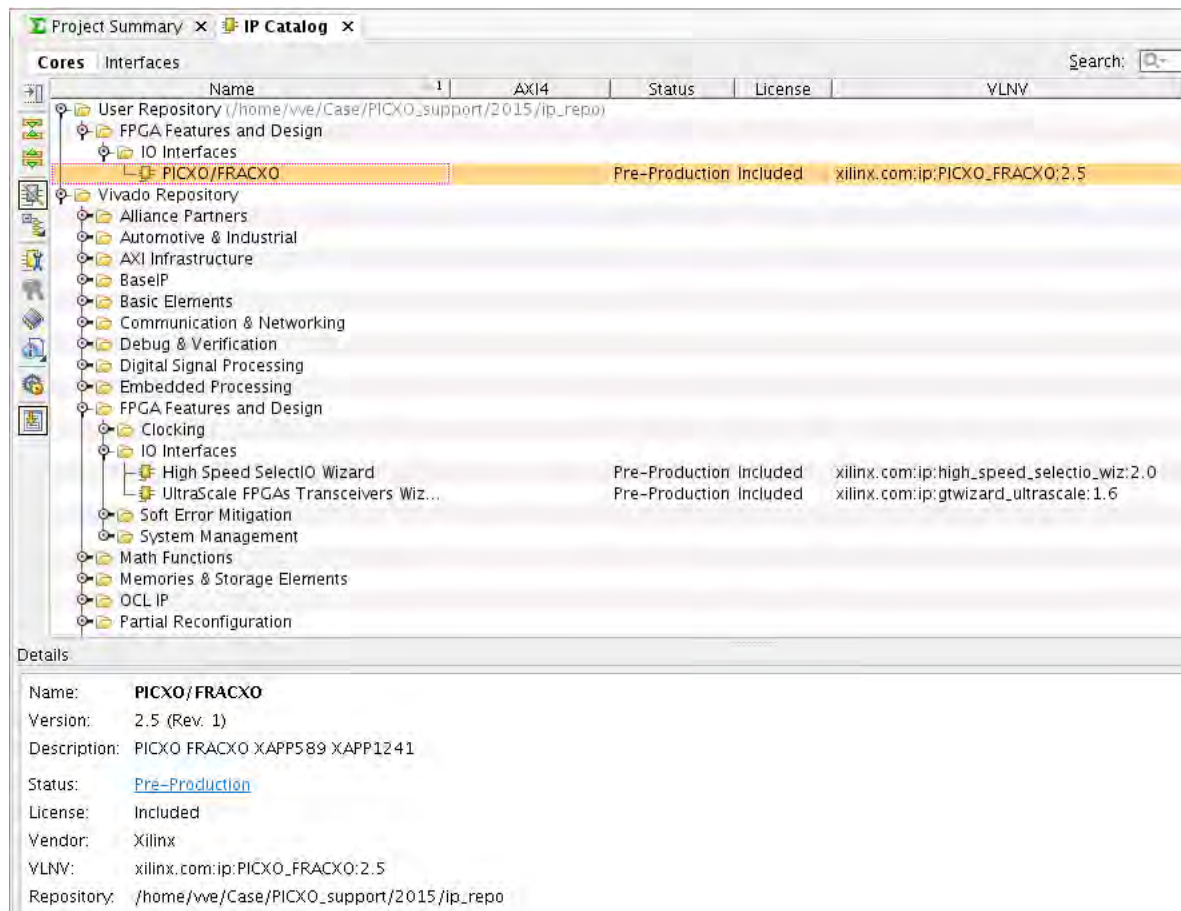 Project Summary × IP Catalog ×
Cores Interfaces Search:
Name 1 AXI4 Status License VLNV
User Repository (/home/vve/Case/PICXO_support/2015/ip_repo)
FPGA Features and Design
IO Interfaces
PICXO/FRACXO Pre-Production Included xilinx.com:ip:PICXO_FRACXO:2.5
Vivado Repository
Alliance Partners
Automotive & Industrial
AXI Infrastructure
BaseIP
Basic Elements
Communication & Networking
Debug & Verification
Digital Signal Processing
Embedded Processing
FPGA Features and Design
Clocking
IO Interfaces
High Speed SelectIO Wizard Pre-Production Included xilinx.com:ip:high_speed_selectio_wiz:2.0
UltraScale FPGAs Transceivers Wiz... Pre-Production Included xilinx.com:ip:gtwizard_ultrascale:1.6
Soft Error Mitigation
System Management
Math Functions
Memories & Storage Elements
OCL IP
Partial Reconfiguration
Details
Name: PICXO/FRACXO
Version: 2.5 (Rev. 1)
Description: PICXO FRACXO XAPP589 XAPP1241
Status: Pre-Production
License: Included
Vendor: Xilinx
VLNV: xilinx.com:ip:PICXO_FRACXO:2.5
Repository: /home/vve/Case/PICXO_support/2015/ip_repo